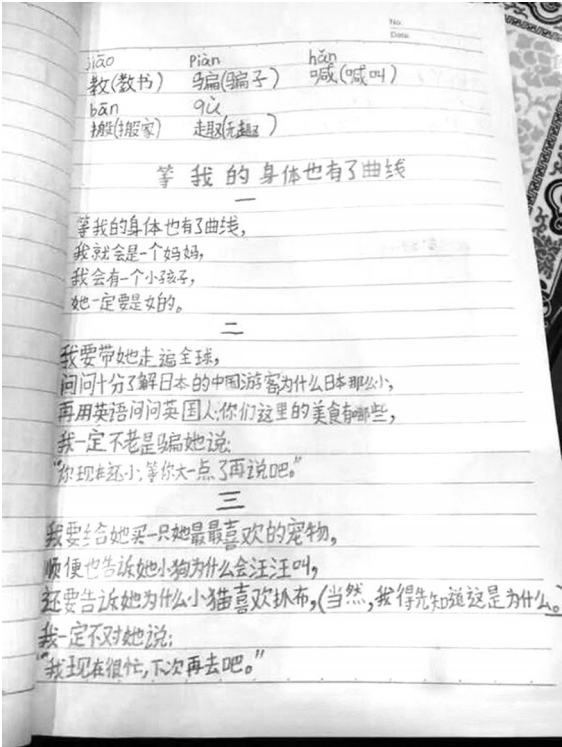 No.
Date.
jiāo piàn hǎn
教(教书) 骗(骗子) 喊(喊叫)
bān qù
搬(搬家) 趣(无趣)
等我的身体也有了曲线
一
等我的身体也有了曲线,
我就会是一个妈妈,
我会有一个小孩子,
她一定要是女的。
二
我要带她走遍全球,
问问十分了解日本的中国游客为什么日本那么小,
再用英语问问英国人:你们这里的美食有哪些,
我一定不老是骗她说:
“你现在还小;等你大一点了再说吧。”
三
我要给她买一只她最最喜欢的宠物,
顺便也告诉她小狗为什么会汪汪叫,
还要告诉她为什么小猫喜欢抓布,(当然,我得先知道这是为什么。
我一定不对她说:
“我现在很忙,下次再去吧。”